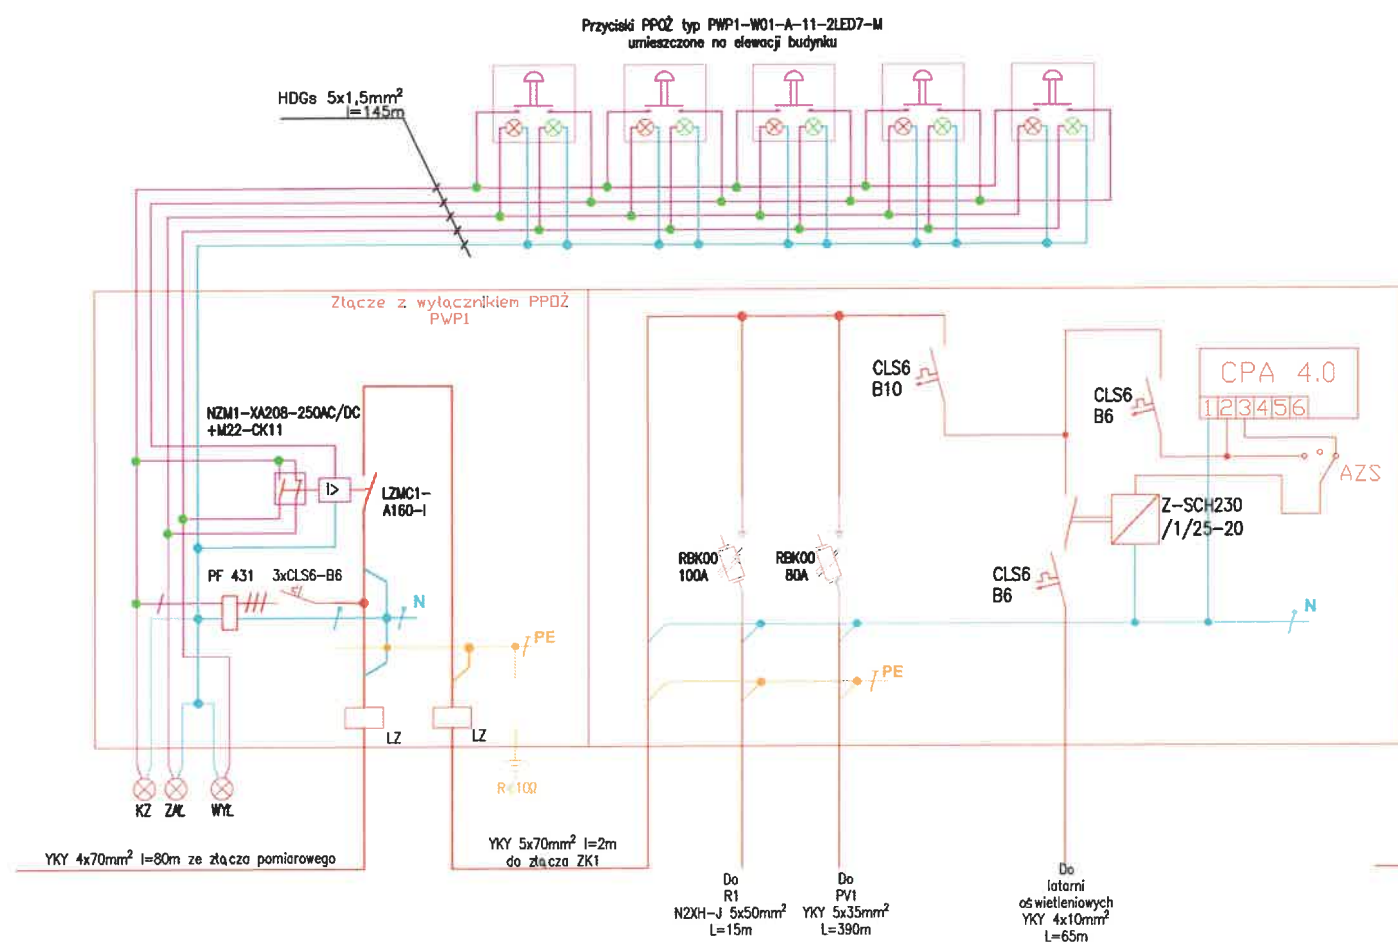 Przyciski PPOŻ typ PWP1-W01-A-11-2LED7-M
umieszczone na elewacji budynku
HDGs 5x1,5mm²
l=145m
Złącze z wyłącznikiem PPOŻ
PWP1
NZM1-XA208-250AC/DC
+M22-CK11
I>
LZMC1-
A160-I
PF 431
3xCLS6-B6
N
PE
LZ
LZ
R<10Ω
KZ
ZAŁ
WYŁ
YKY 4x70mm² l=80m ze złącza pomiarowego
YKY 5x70mm² l=2m
do złącza ZK1
CLS6
B10
CLS6
B6
CPA 4.0
1 2 3 4 5 6
AZS
Z-SCH230
/1/25-20
RBK00
100A
RBK00
80A
CLS6
B6
N
PE
Do
R1
N2XH-J 5x50mm²
L=15m
Do
PV1
YKY 5x35mm²
L=390m
Do
latarni
oświetleniowych
YKY 4x10mm²
L=65m